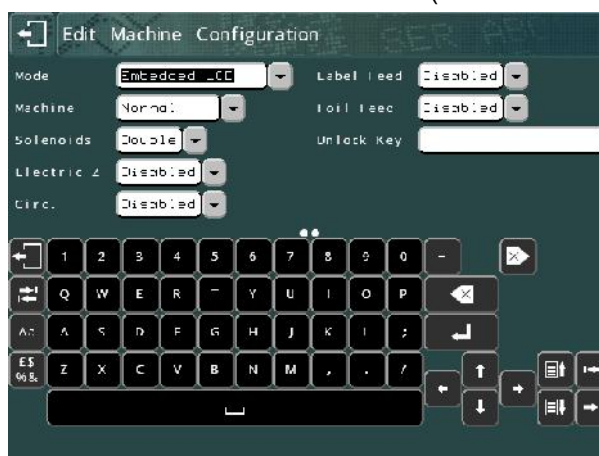 Edit Machine Configuration
Mode Embedded LCD Label Feed Disabled
Machine Normal Foil Feed Disabled
Solenoids Double Unlock Key
Electric Z Disabled
Circ. Disabled
1 2 3 4 5 6 7 8 9 0 -
Q W E R T Y U I O P
A S D F G H J K L ;
£$ Z X C V B N M , . /
%&